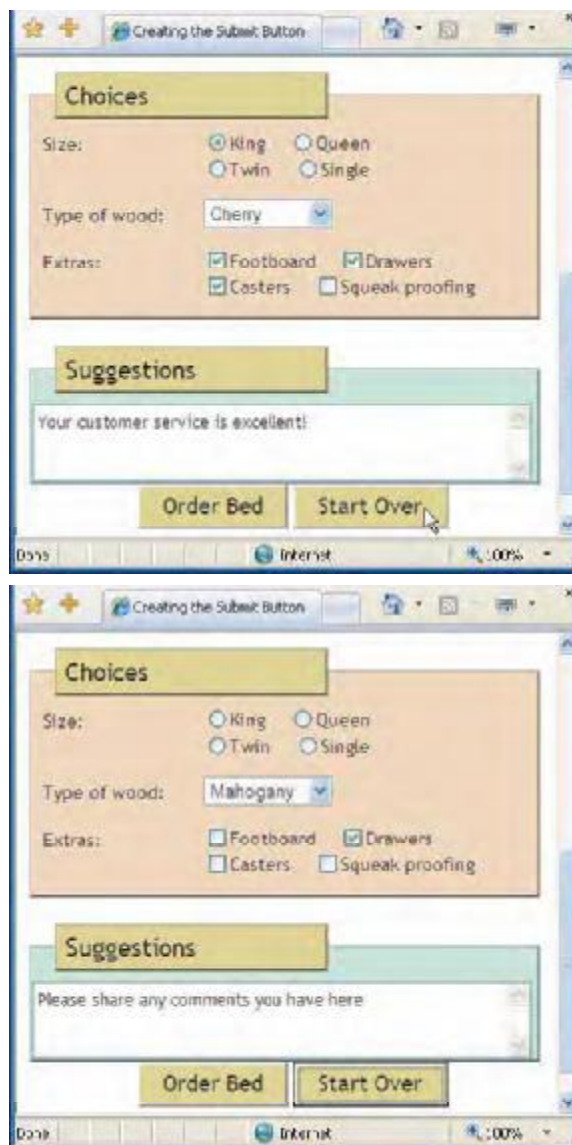 Creating the Submit Button
Choices
Size: King Queen
Twin Single
Type of wood: Cherry
Extras: Footboard Drawers
Casters Squeak proofing
Suggestions
Your customer service is excellent!
Order Bed Start Over
Done Internet 100%
Creating the Submit Button
Choices
Size: King Queen
Twin Single
Type of wood: Mahogany
Extras: Footboard Drawers
Casters Squeak proofing
Suggestions
Please share any comments you have here
Order Bed Start Over
Done Internet 100%